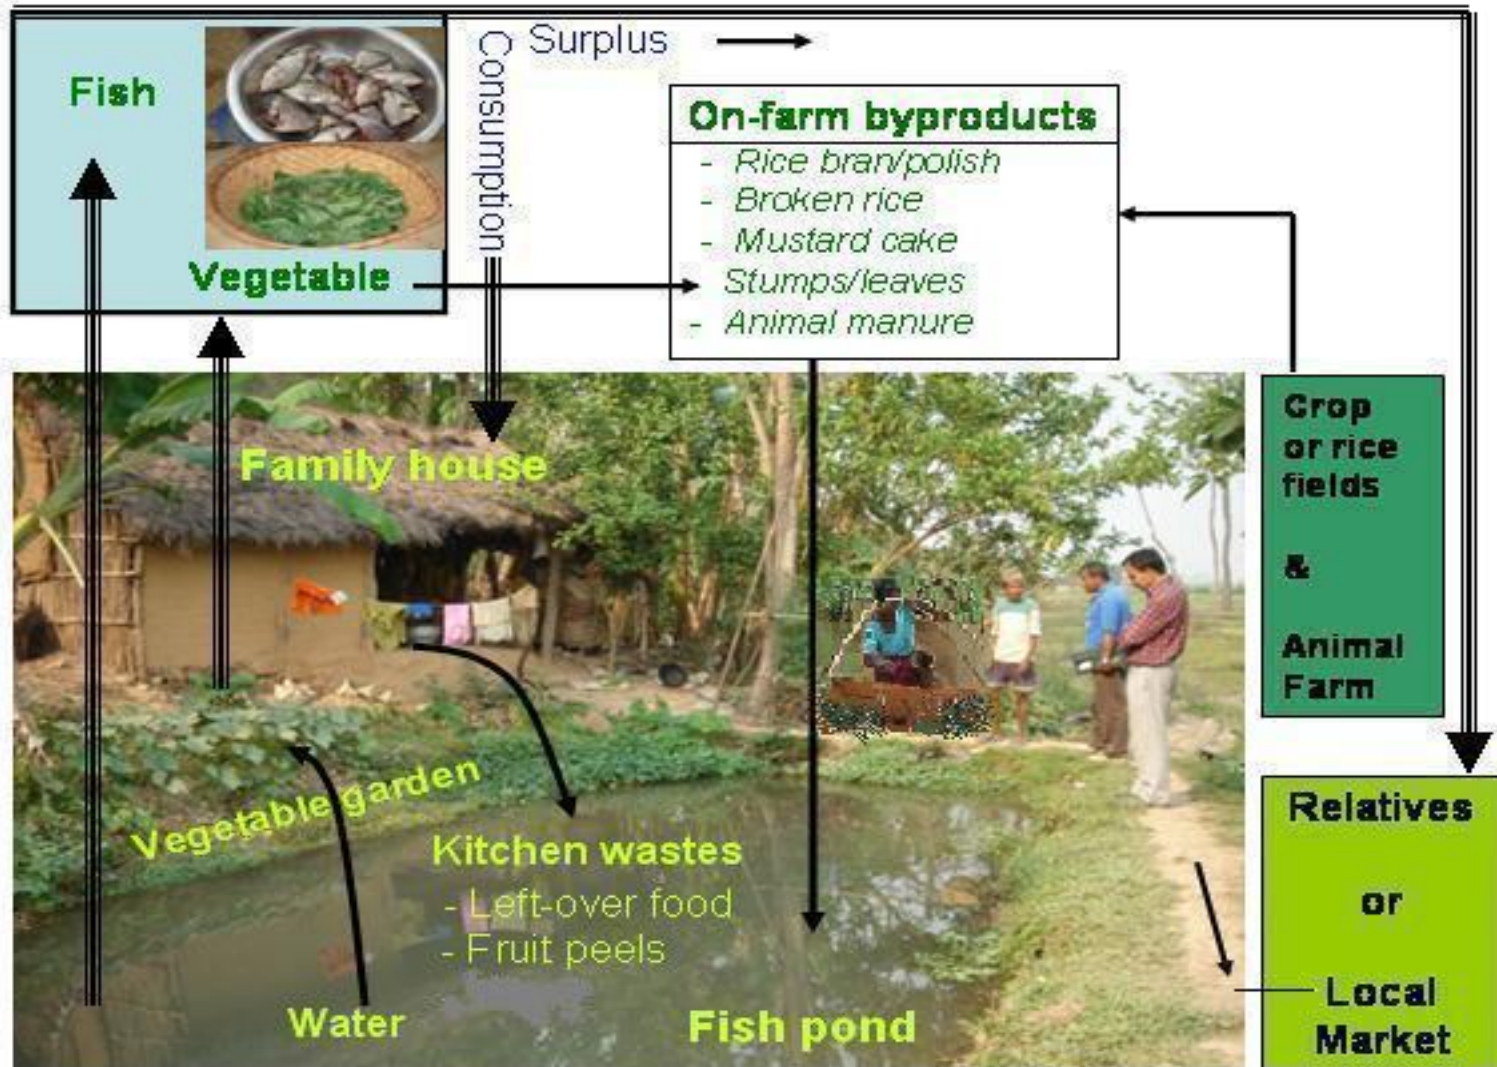 Fish
Vegetable
Consumption
Surplus
On-farm byproducts
- Rice bran/polish
- Broken rice
- Mustard cake
Stumps/leaves
- Animal manure
Family house
Crop
or rice
fields
&
Animal
Farm
Vegetable garden
Kitchen wastes
- Left-over food
- Fruit peels
Water
Fish pond
Relatives
or
Local
Market